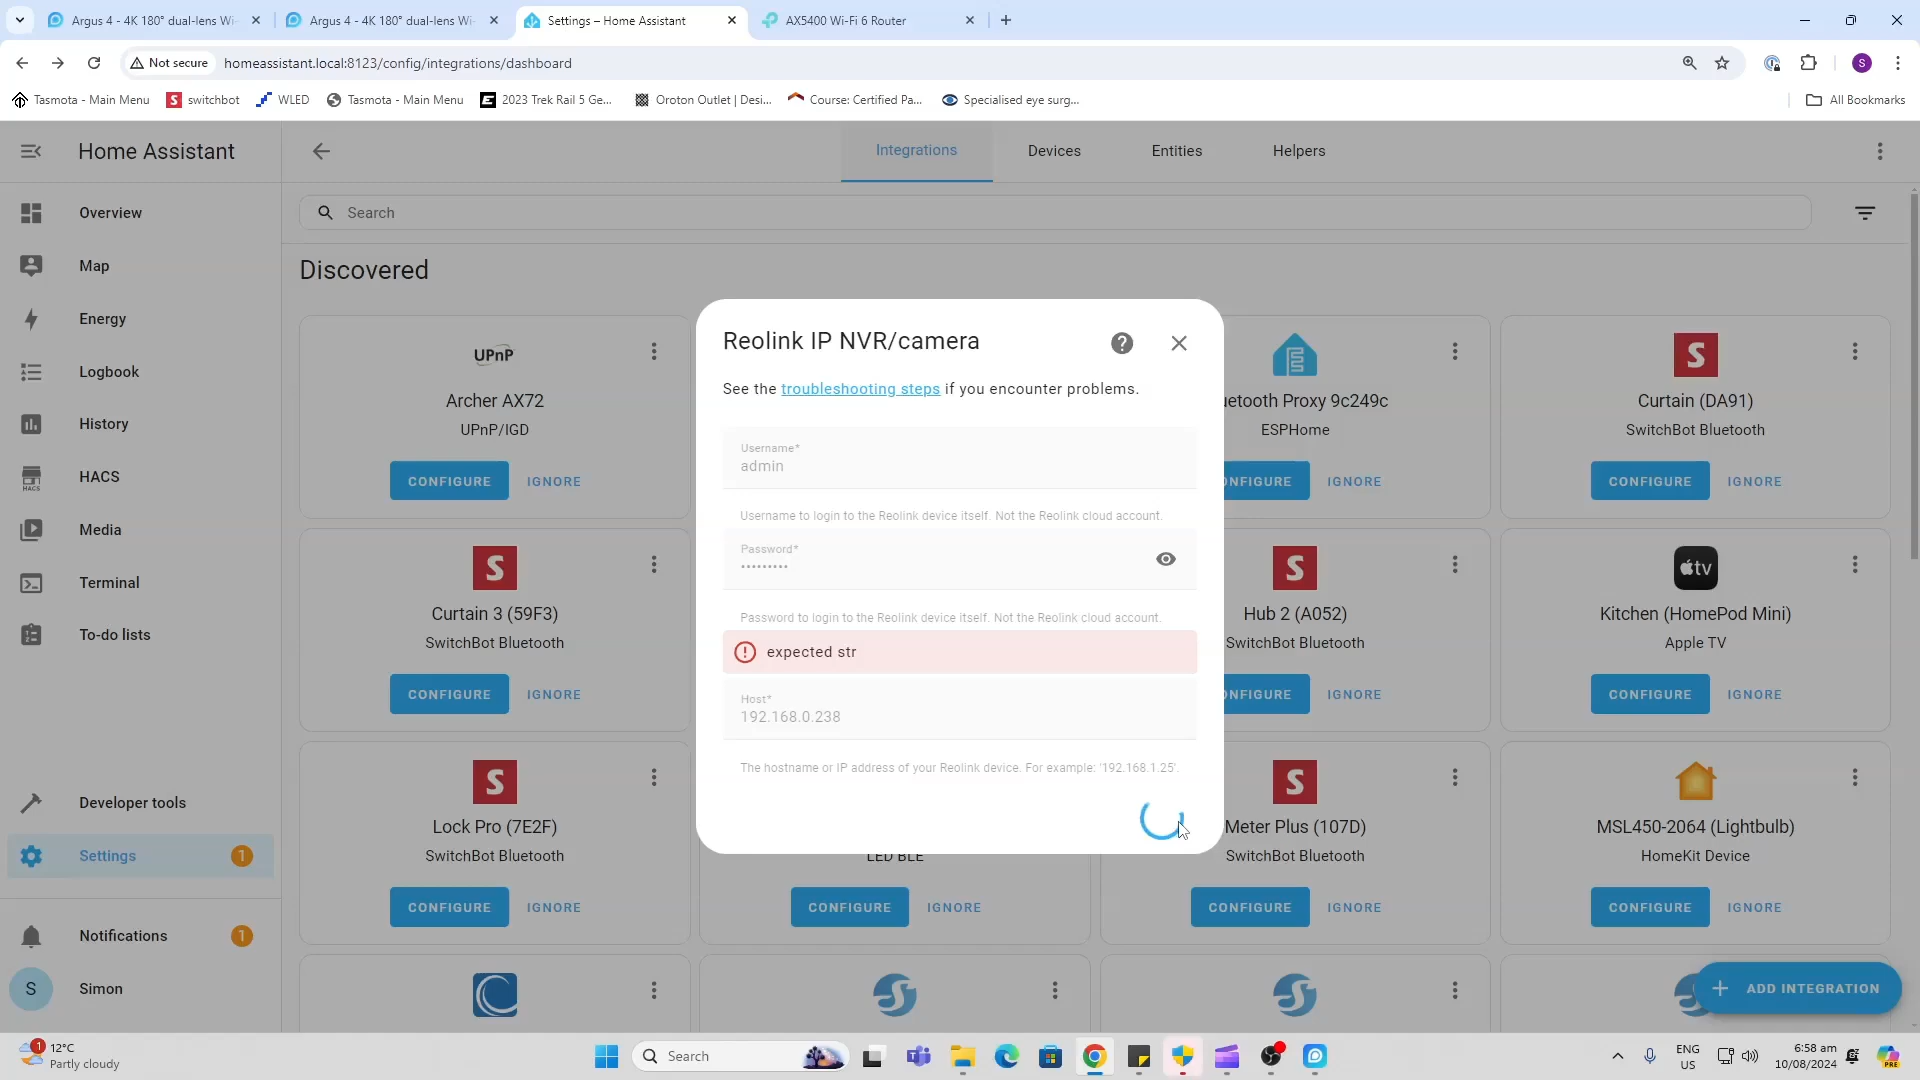 Argus 4 - 4K 180° dual-lens Wi-
Argus 4 - 4K 180° dual-lens Wi-
Settings – Home Assistant
AX5400 Wi-Fi 6 Router
Not secure
homeassistant.local:8123/config/integrations/dashboard
S
Tasmota - Main Menu
switchbot
WLED
Tasmota - Main Menu
2023 Trek Rail 5 Ge...
Oroton Outlet | Desi...
Course: Certified Pa...
Specialised eye surg...
All Bookmarks
Home Assistant
Integrations
Devices
Entities
Helpers
Overview
Map
Energy
Logbook
History
HACS
Media
Terminal
To-do lists
Developer tools
Settings
1
Notifications
1
S
Simon
Search
Discovered
UPnP
Archer AX72
UPnP/IGD
CONFIGURE
IGNORE
uetooth Proxy 9c249c
ESPHome
ONFIGURE
IGNORE
S
Curtain (DA91)
SwitchBot Bluetooth
CONFIGURE
IGNORE
S
Curtain 3 (59F3)
SwitchBot Bluetooth
CONFIGURE
IGNORE
S
Hub 2 (A052)
SwitchBot Bluetooth
ONFIGURE
IGNORE
tv
Kitchen (HomePod Mini)
Apple TV
CONFIGURE
IGNORE
S
Lock Pro (7E2F)
SwitchBot Bluetooth
CONFIGURE
IGNORE
LED BLE
CONFIGURE
IGNORE
S
Meter Plus (107D)
SwitchBot Bluetooth
CONFIGURE
IGNORE
MSL450-2064 (Lightbulb)
HomeKit Device
CONFIGURE
IGNORE
ADD INTEGRATION
Reolink IP NVR/camera
See the troubleshooting steps if you encounter problems.
Username*
admin
Username to login to the Reolink device itself. Not the Reolink cloud account.
Password*
•••••••••
Password to login to the Reolink device itself. Not the Reolink cloud account.
expected str
Host*
192.168.0.238
The hostname or IP address of your Reolink device. For example: '192.168.1.25'.
1
12°C
Partly cloudy
Search
ENG
US
6:58 am
10/08/2024
PRE